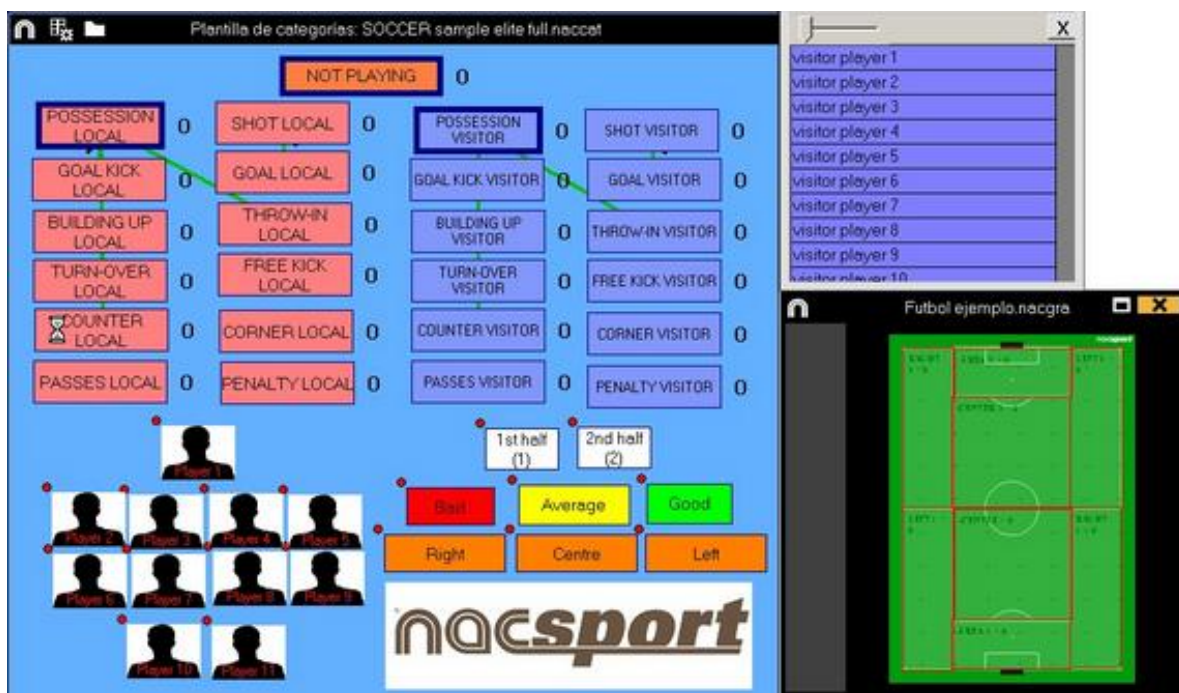 Plantilla de categorías: SOCCER sample elite full.naccat
X
NOT PLAYING 0
POSSESSION LOCAL 0
SHOT LOCAL 0
POSSESSION VISITOR 0
SHOT VISITOR 0
GOAL KICK LOCAL 0
GOAL LOCAL 0
GOAL KICK VISITOR 0
GOAL VISITOR 0
BUILDING UP LOCAL 0
THROW-IN LOCAL 0
BUILDING UP VISITOR 0
THROW-IN VISITOR 0
TURN-OVER LOCAL 0
FREE KICK LOCAL 0
TURN-OVER VISITOR 0
FREE KICK VISITOR 0
COUNTER LOCAL 0
CORNER LOCAL 0
COUNTER VISITOR 0
CORNER VISITOR 0
PASSES LOCAL 0
PENALTY LOCAL 0
PASSES VISITOR 0
PENALTY VISITOR 0
Player 1
Player 2 Player 3 Player 4 Player 5
Player 6 Player 7 Player 8 Player 9
Player 10 Player 11
1st half
(1)
2nd half
(2)
Bad Average Good
Right Centre Left
nacsport
visitor player 1
visitor player 2
visitor player 3
visitor player 4
visitor player 5
visitor player 6
visitor player 7
visitor player 8
visitor player 9
visitor player 10
Futbol ejemplo.nacgra
X
nacsport